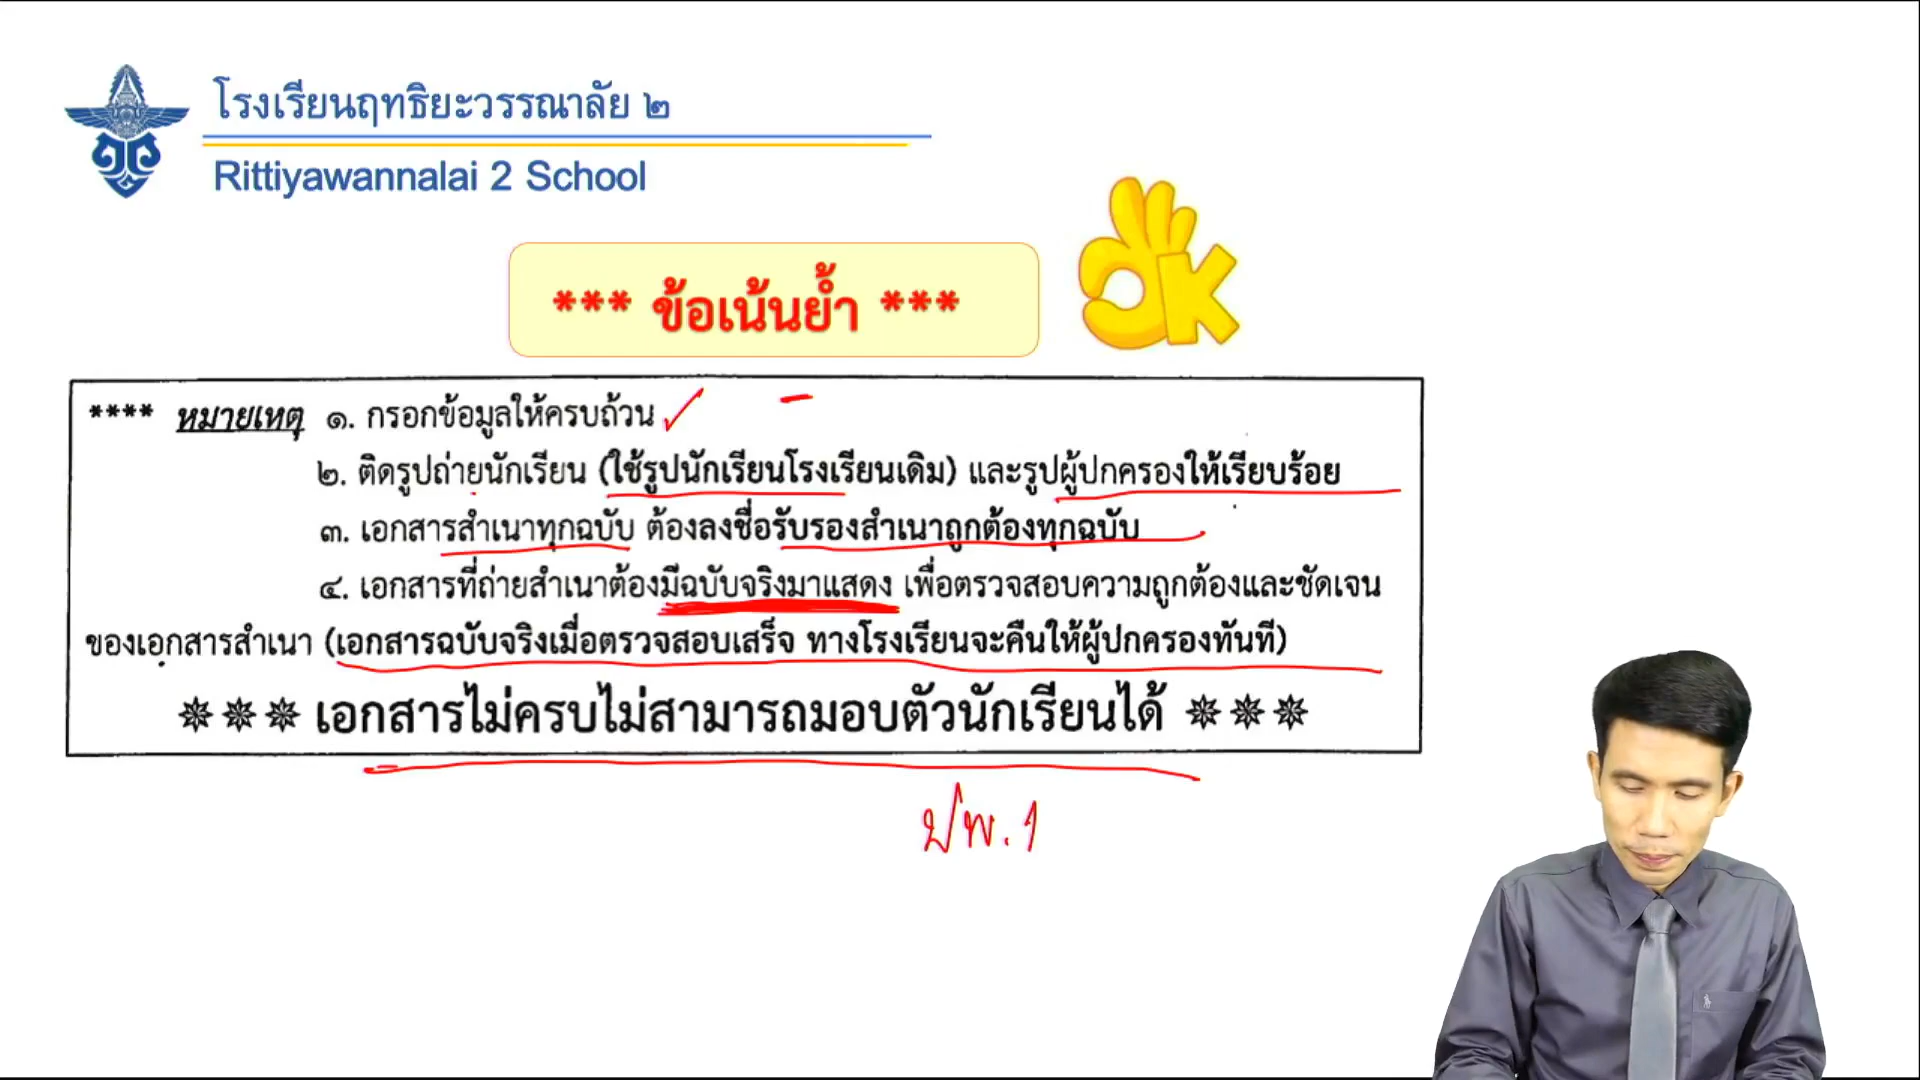 โรงเรียนฤทธิยะวรรณาลัย ๒
Rittiyawannalai 2 School
*** ข้อเน้นย้ำ ***
OK
**** หมายเหตุ ๑. กรอกข้อมูลให้ครบถ้วน
๒. ติดรูปถ่ายนักเรียน (ใช้รูปนักเรียนโรงเรียนเดิม) และรูปผู้ปกครองให้เรียบร้อย
๓. เอกสารสำเนาทุกฉบับ ต้องลงชื่อรับรองสำเนาถูกต้องทุกฉบับ
๔. เอกสารที่ถ่ายสำเนาต้องมีฉบับจริงมาแสดง เพื่อตรวจสอบความถูกต้องและชัดเจน
ของเอกสารสำเนา (เอกสารฉบับจริงเมื่อตรวจสอบเสร็จ ทางโรงเรียนจะคืนให้ผู้ปกครองทันที)
เอกสารไม่ครบไม่สามารถมอบตัวนักเรียนได้
ปพ.1